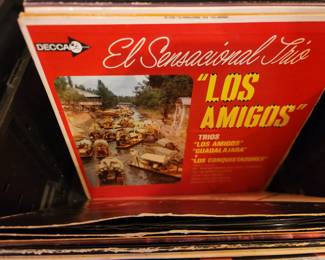 DECCA
El Sensacional Trio
"LOS
AMIGOS"
TRIOS
"LOS AMIGOS"
"GUADALAJARA"
"LOS CONQUISTADORES"